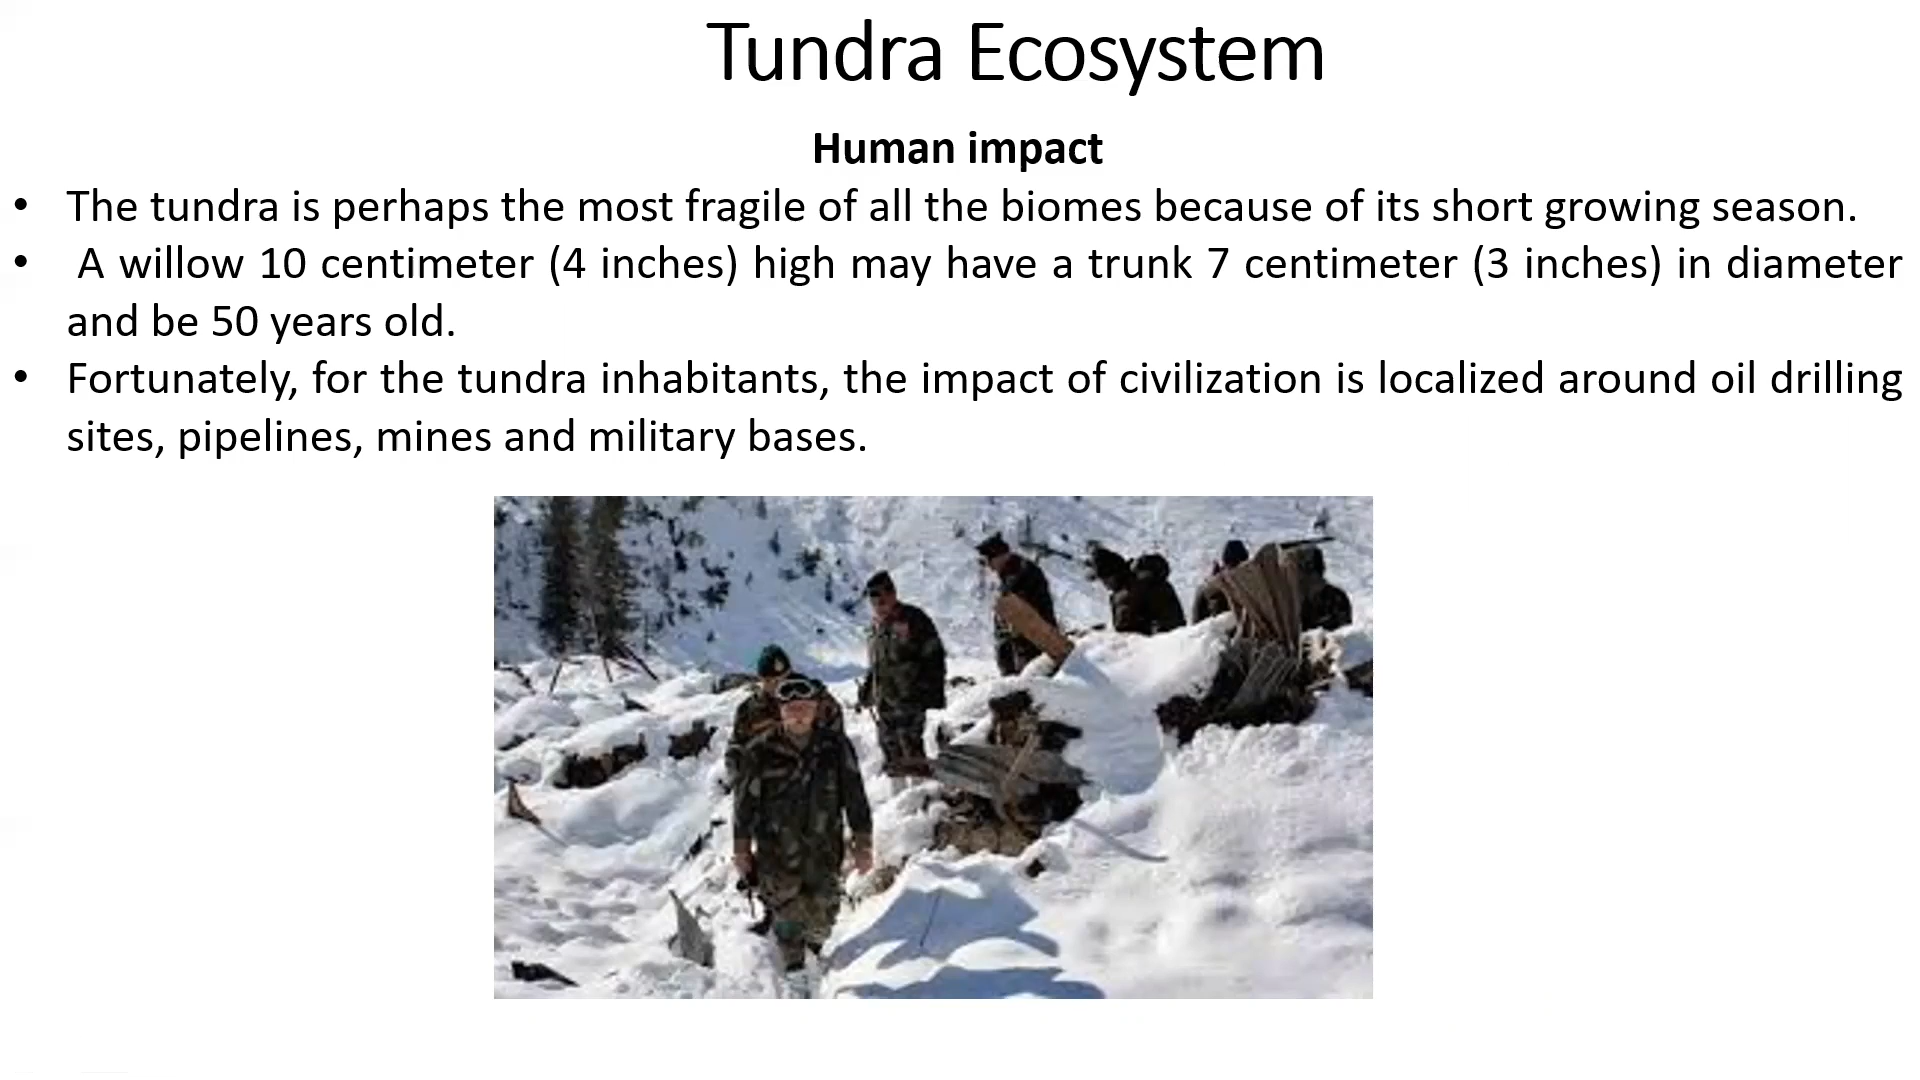 Tundra Ecosystem
Human impact
• The tundra is perhaps the most fragile of all the biomes because of its short growing season.
• A willow 10 centimeter (4 inches) high may have a trunk 7 centimeter (3 inches) in diameter
and be 50 years old.
• Fortunately, for the tundra inhabitants, the impact of civilization is localized around oil drilling
sites, pipelines, mines and military bases.